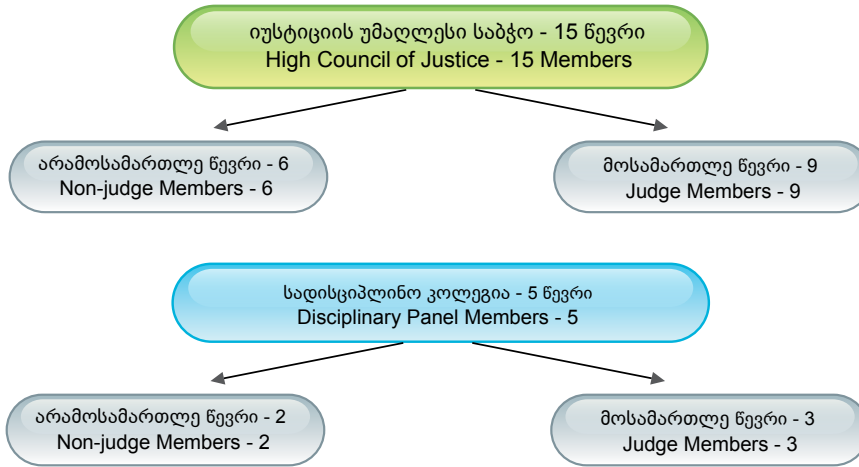 იუსტიციის უმაღლესი საბჭო - 15 წევრი
High Council of Justice - 15 Members
არამოსამართლე წევრი - 6
Non-judge Members - 6
მოსამართლე წევრი - 9
Judge Members - 9
სადისციპლინო კოლეგია - 5 წევრი
Disciplinary Panel Members - 5
არამოსამართლე წევრი - 2
Non-judge Members - 2
მოსამართლე წევრი - 3
Judge Members - 3